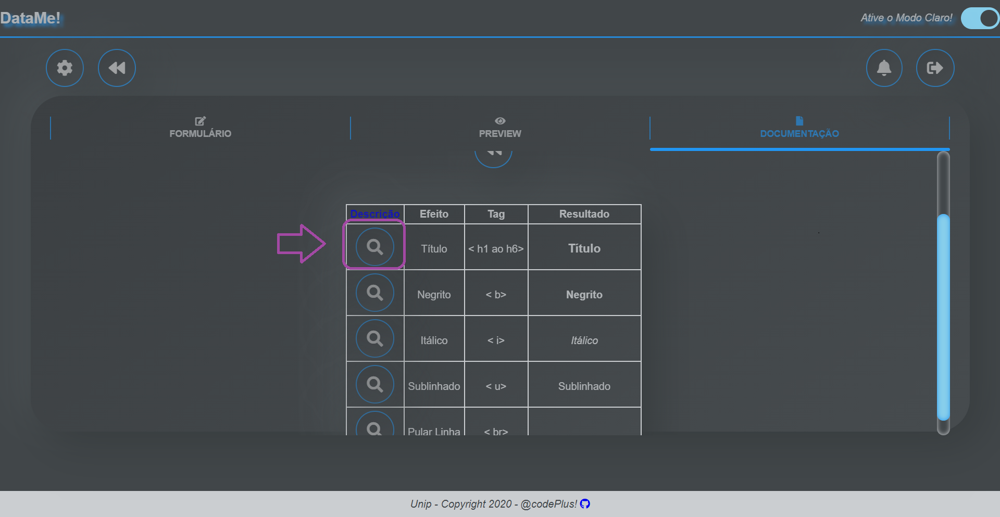 DataMe!
Ative o Modo Claro!
FORMULÁRIO
PREVIEW
DOCUMENTAÇÃO
Descrição Efeito Tag Resultado
Título < h1 ao h6> Título
Negrito < b> Negrito
Itálico < i> Itálico
Sublinhado < u> Sublinhado
Pular Linha < br>
Unip - Copyright 2020 - @codePlus!